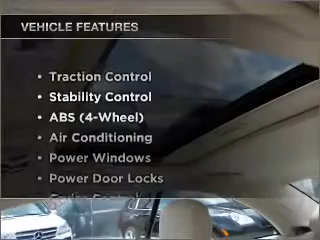 VEHICLE FEATURES
• Traction Control
• Stability Control
• ABS (4-Wheel)
• Air Conditioning
• Power Windows
• Power Door Locks